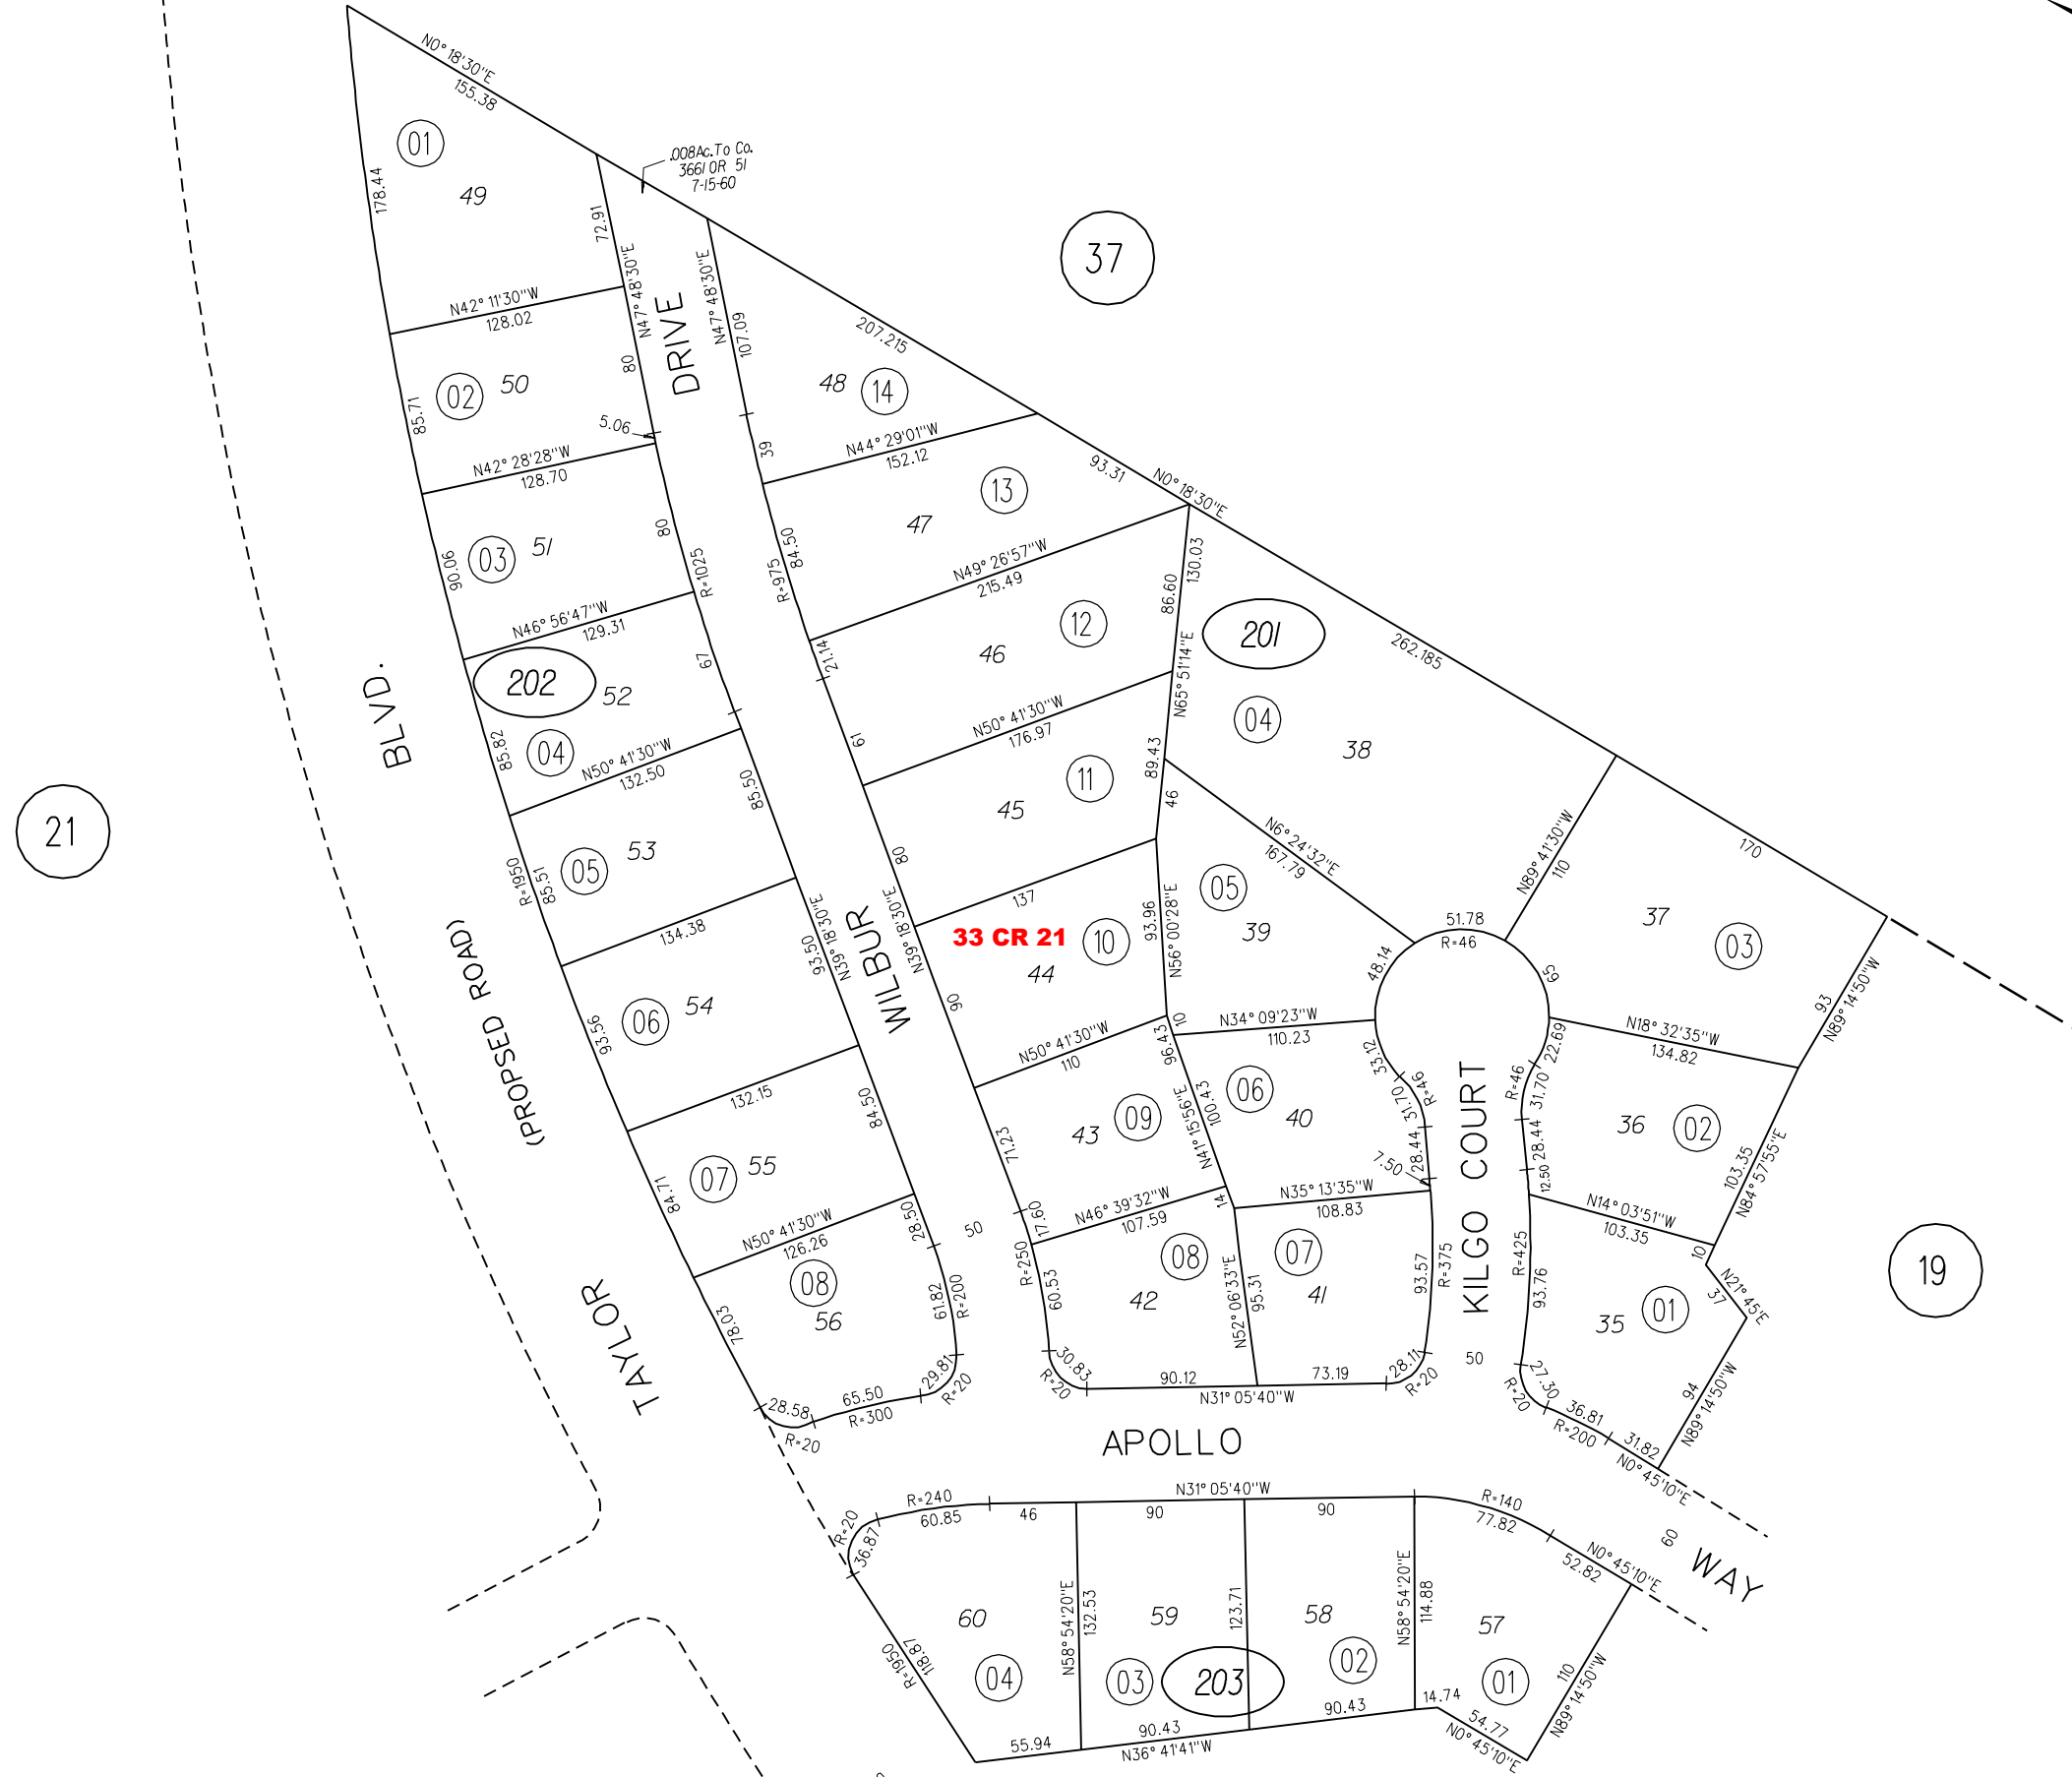 N0° 18'30"E
155.38
01
49
178.44
.008Ac.To Co.
3661 OR 51
7-15-60
72.91
N47° 48'30"E
N47° 48'30"E
107.09
37
207.215
N42° 11'30"W
128.02
DRIVE
80
02
50
85.71
5.06
48
14
39
N44° 29'01"W
152.12
93.31
N0° 18'30"E
N42° 28'28"W
128.70
13
47
80
03
51
90.06
R=1025
R=975
84.50
N49° 26'57"W
215.49
86.60
130.03
N46° 56'47"W
129.31
12
46
201
262.185
202
52
67
21.14
N65° 51'14"E
04
38
BLVD.
85.82
04
N50° 41'30"W
132.50
61
N50° 41'30"W
176.97
89.43
11
45
46
85.50
21
53
05
R=1950
85.51
80
N6° 24'32"E
167.79
N89° 41'30"W
110
170
05
39
137
33 CR 21
10
44
93.96
N56° 00'28"E
51.78
R=46
37
03
N39° 18'30"E
93.50
N39° 18'30"E
WILBUR
134.38
48.14
65
93
N89° 14'50"W
(PROPSED ROAD)
54
06
93.56
90
N50° 41'30"W
110
10
96.43
N34° 09'23"W
110.23
33.12
22.69
N18° 32'35"W
134.82
06
40
100.43
N41° 15'56"E
31.70
R=46
R=46
31.70
KILGO COURT
132.15
84.50
09
43
71.23
28.44
28.44
7.50
12.50
36
02
103.35
N84° 57'55"E
55
07
84.71
N50° 41'30"W
126.26
28.50
50
17.60
N46° 39'32"W
107.59
14
N35° 13'35"W
108.83
N14° 03'51"W
103.35
10
19
08
56
78.03
61.82
R=200
R=250
60.53
08
42
N52° 06'33"E
95.31
07
41
93.57
R=375
R=425
93.76
N21° 45'E
37
01
35
TAYLOR
28.58
R=20
65.50
R=300
29.81
R=20
30.83
R=20
90.12
73.19
N31° 05'40"W
28.11
R=20
50
27.30
R=20
36.81
R=200
31.82
N0° 45'10"E
94
N89° 14'50"W
APOLLO
N31° 05'40"W
R=240
60.85
R=20
36.87
46
90
90
R=140
77.82
60
WAY
N0° 45'10"E
52.82
60
N58° 54'20"E
132.53
59
123.71
58
N58° 54'20"E
114.88
57
R=1950
118.87
04
03
203
02
01
110
N89° 14'50"W
55.94
90.43
N36° 41'41"W
90.43
14.74
54.77
N0° 45'10"E